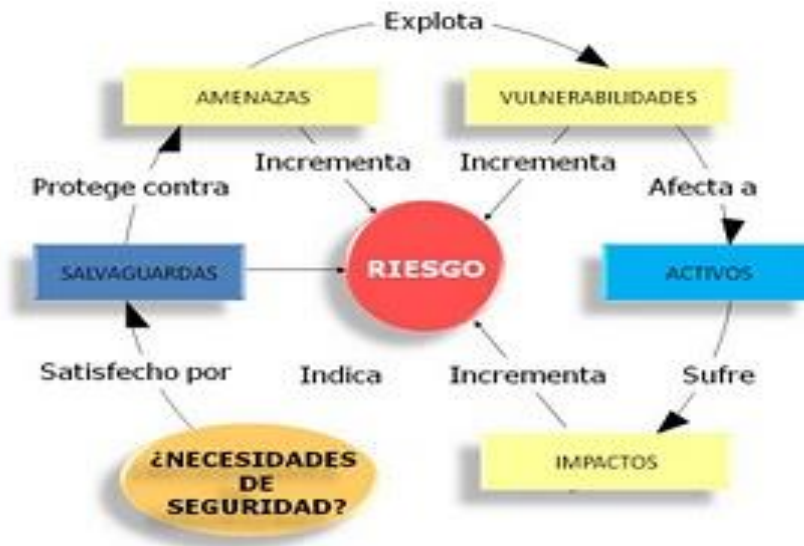 Explota
AMENAZAS
VULNERABILIDADES
Incrementa
Incrementa
Protege contra
Afecta a
SALVAGUARDAS
RIESGO
ACTIVOS
Satisfecho por
Indica
Incrementa
Sufre
¿NECESIDADES
DE
SEGURIDAD?
IMPACTOS